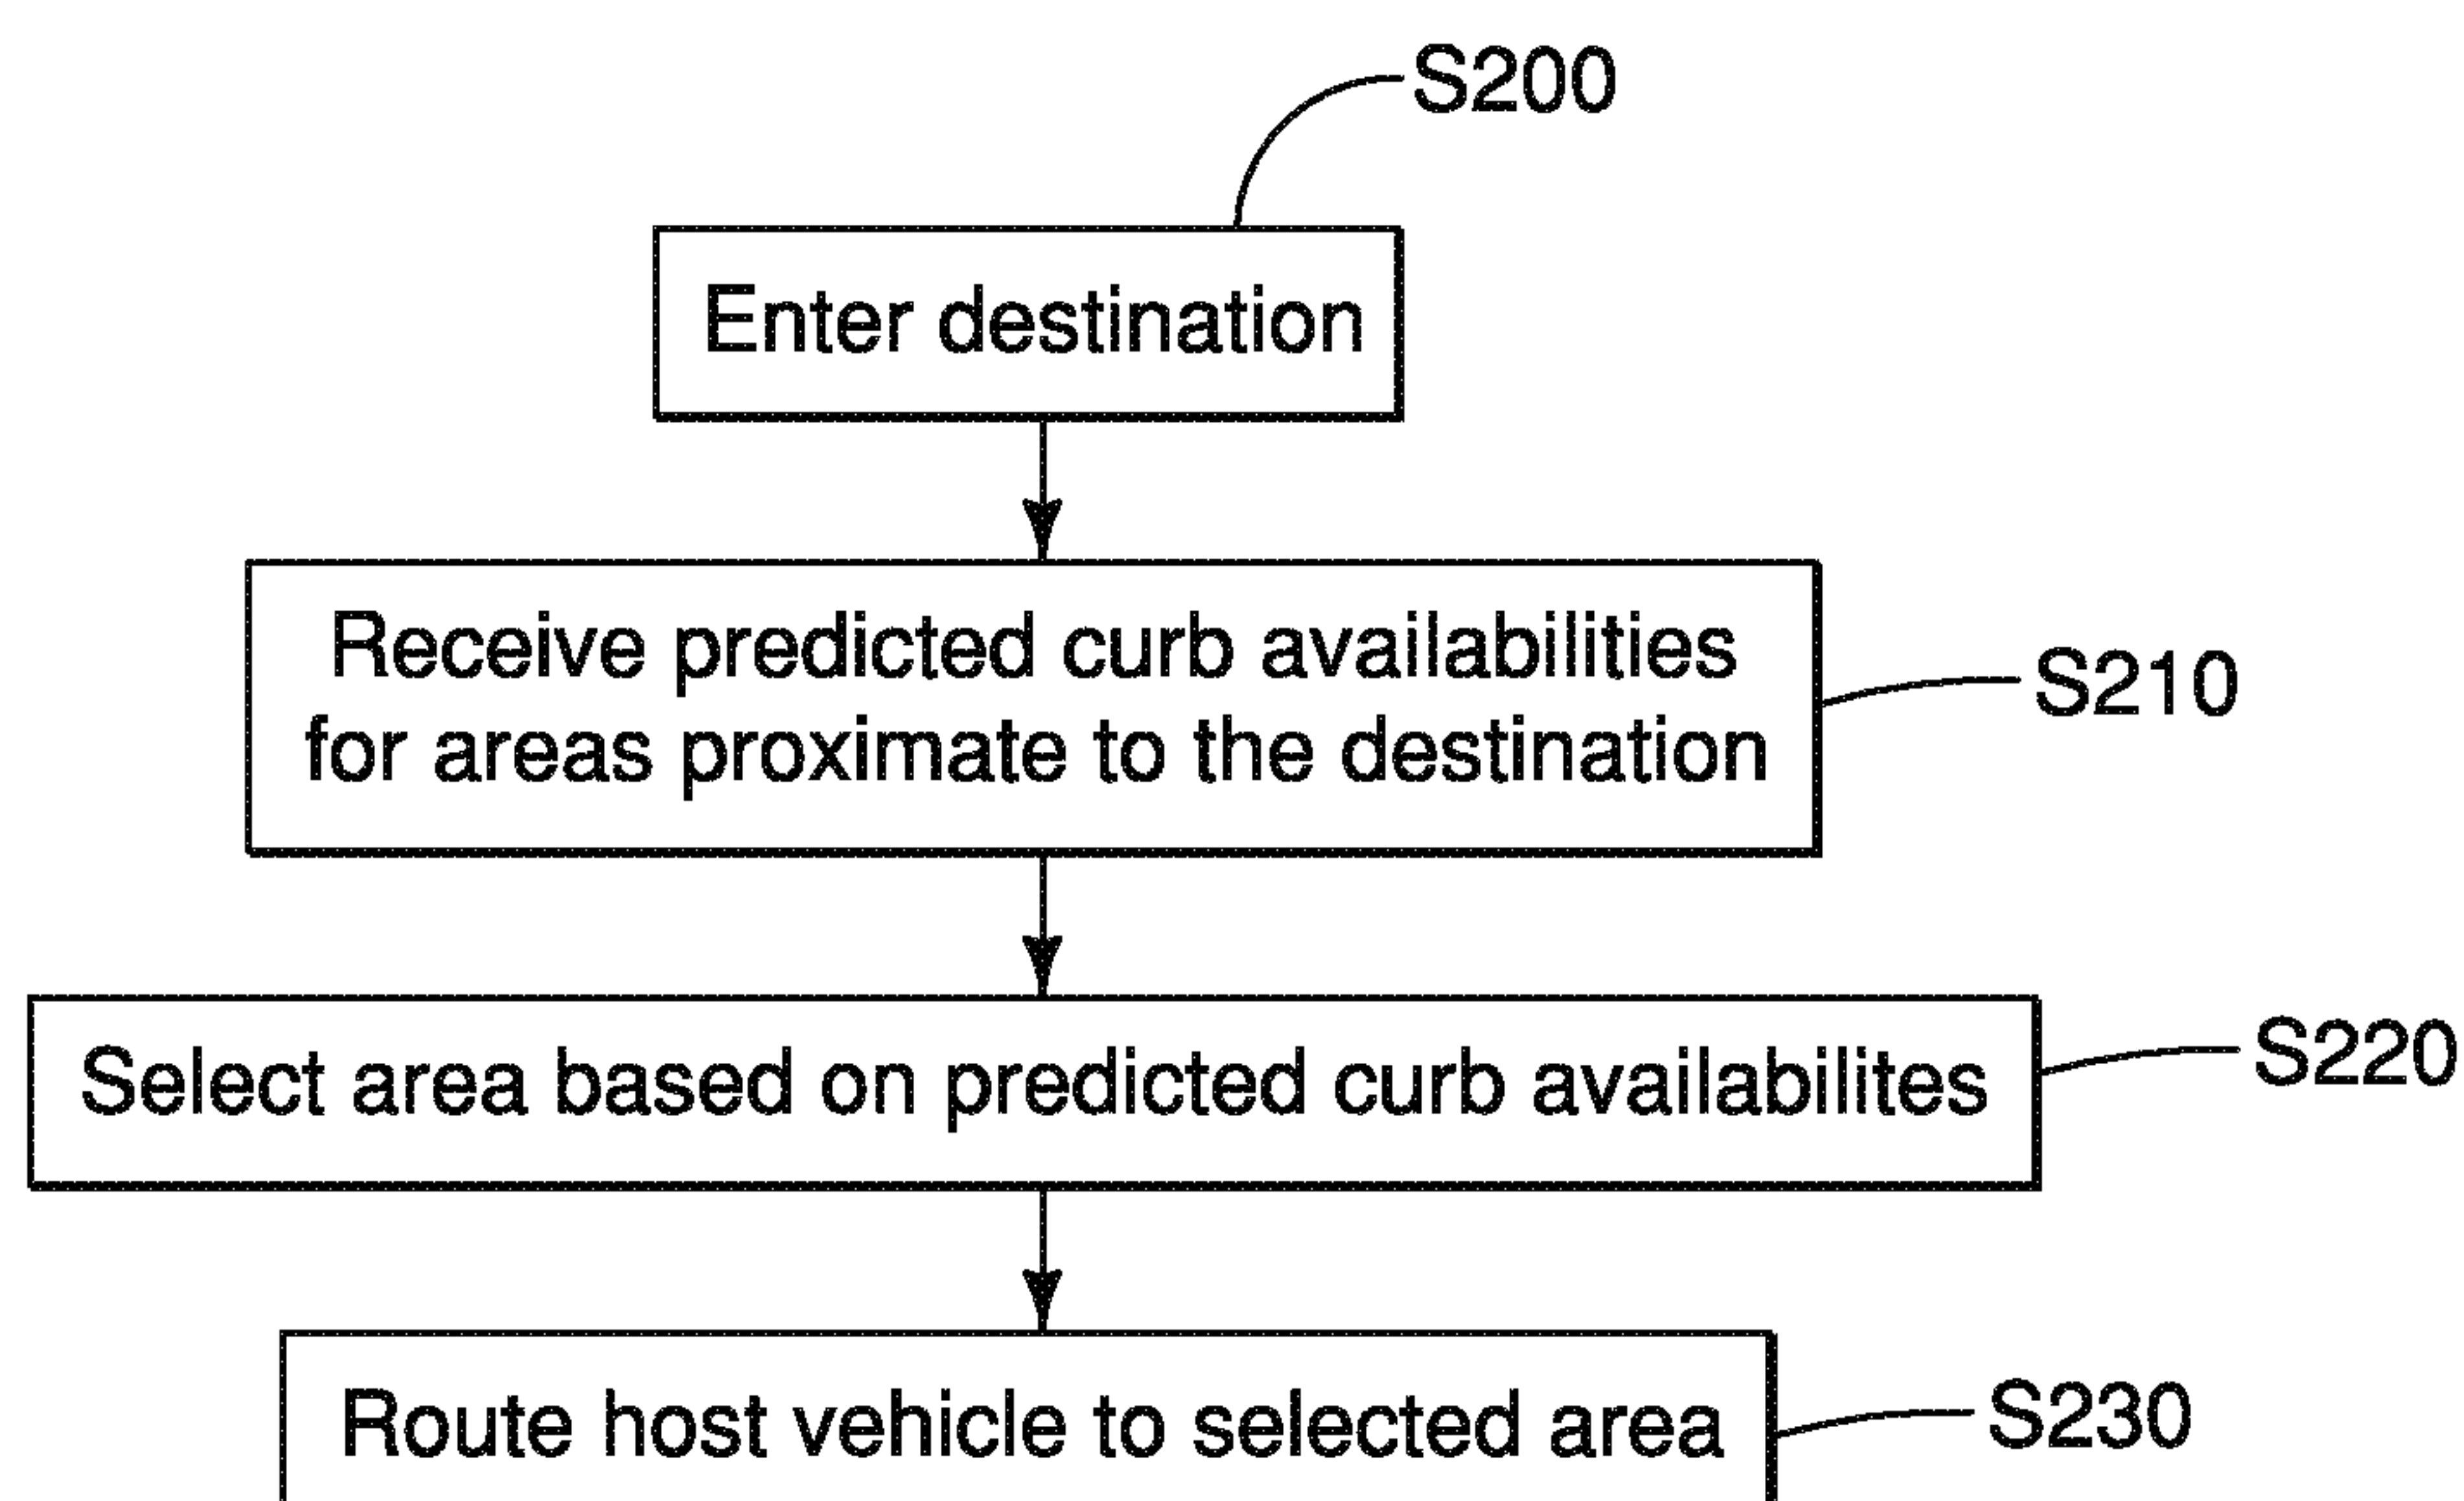 S200
Enter destination
Receive predicted curb availabilities
for areas proximate to the destination
S210
Select area based on predicted curb availabilites
S220
Route host vehicle to selected area
S230